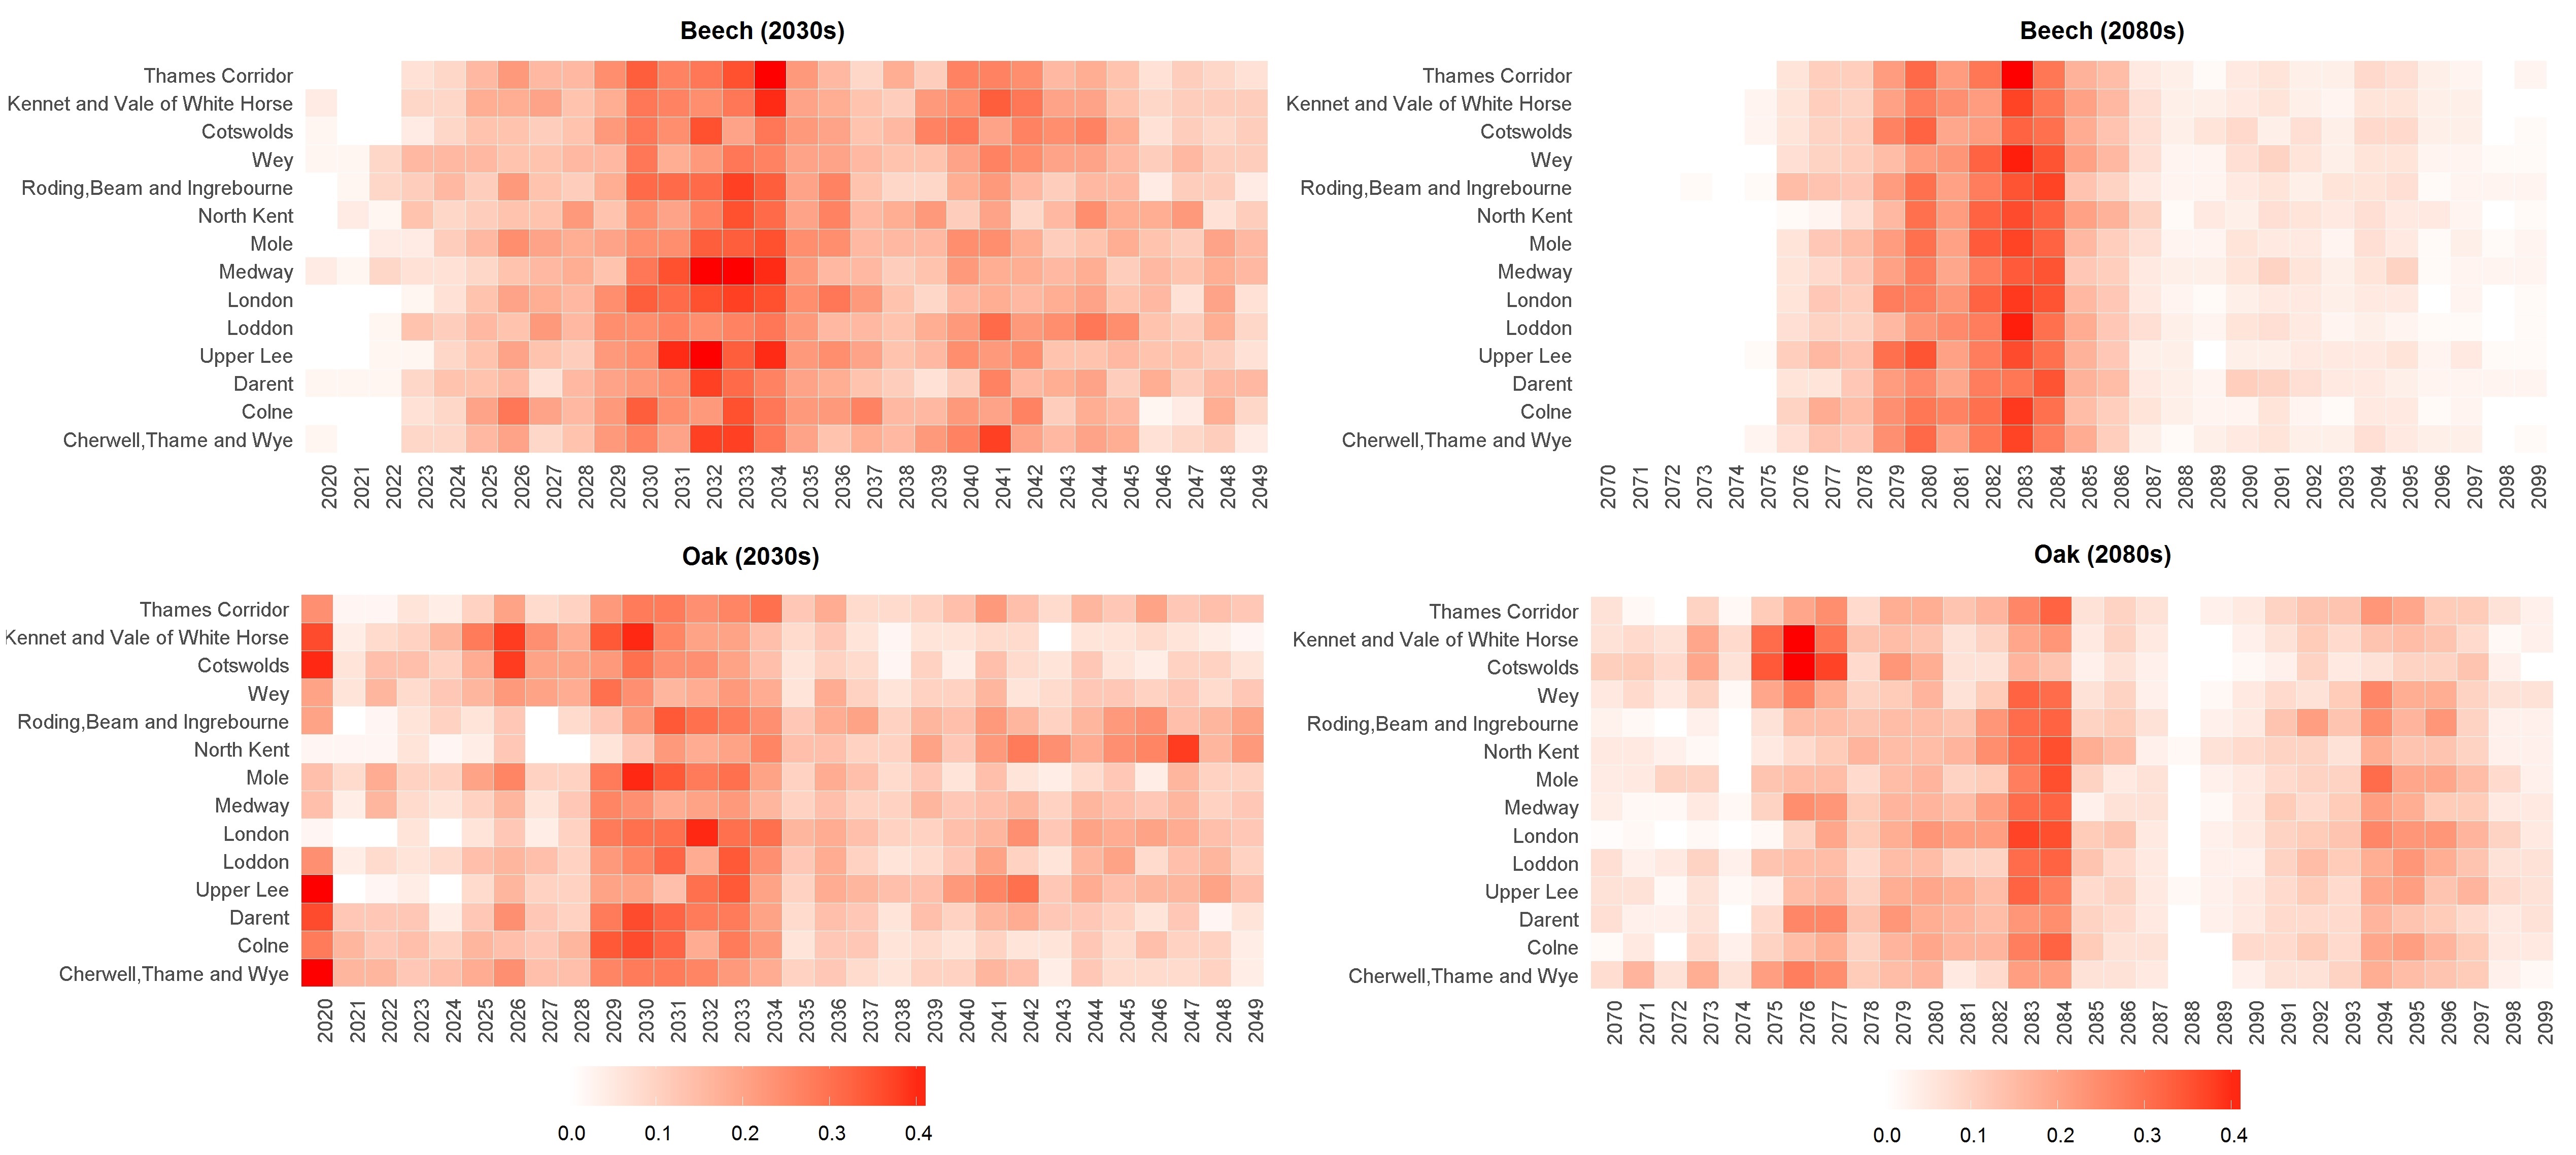 Beech (2030s)
Thames Corridor
Kennet and Vale of White Horse
Cotswolds
Wey
Roding,Beam and Ingrebourne
North Kent
Mole
Medway
London
Loddon
Upper Lee
Darent
Colne
Cherwell,Thame and Wye
2020 2021 2022 2023 2024 2025 2026 2027 2028 2029 2030 2031 2032 2033 2034 2035 2036 2037 2038 2039 2040 2041 2042 2043 2044 2045 2046 2047 2048 2049
Beech (2080s)
Thames Corridor
Kennet and Vale of White Horse
Cotswolds
Wey
Roding,Beam and Ingrebourne
North Kent
Mole
Medway
London
Loddon
Upper Lee
Darent
Colne
Cherwell,Thame and Wye
2070 2071 2072 2073 2074 2075 2076 2077 2078 2079 2080 2081 2082 2083 2084 2085 2086 2087 2088 2089 2090 2091 2092 2093 2094 2095 2096 2097 2098 2099
Oak (2030s)
Thames Corridor
Kennet and Vale of White Horse
Cotswolds
Wey
Roding,Beam and Ingrebourne
North Kent
Mole
Medway
London
Loddon
Upper Lee
Darent
Colne
Cherwell,Thame and Wye
2020 2021 2022 2023 2024 2025 2026 2027 2028 2029 2030 2031 2032 2033 2034 2035 2036 2037 2038 2039 2040 2041 2042 2043 2044 2045 2046 2047 2048 2049
0.0 0.1 0.2 0.3 0.4
Oak (2080s)
Thames Corridor
Kennet and Vale of White Horse
Cotswolds
Wey
Roding,Beam and Ingrebourne
North Kent
Mole
Medway
London
Loddon
Upper Lee
Darent
Colne
Cherwell,Thame and Wye
2070 2071 2072 2073 2074 2075 2076 2077 2078 2079 2080 2081 2082 2083 2084 2085 2086 2087 2088 2089 2090 2091 2092 2093 2094 2095 2096 2097 2098 2099
0.0 0.1 0.2 0.3 0.4